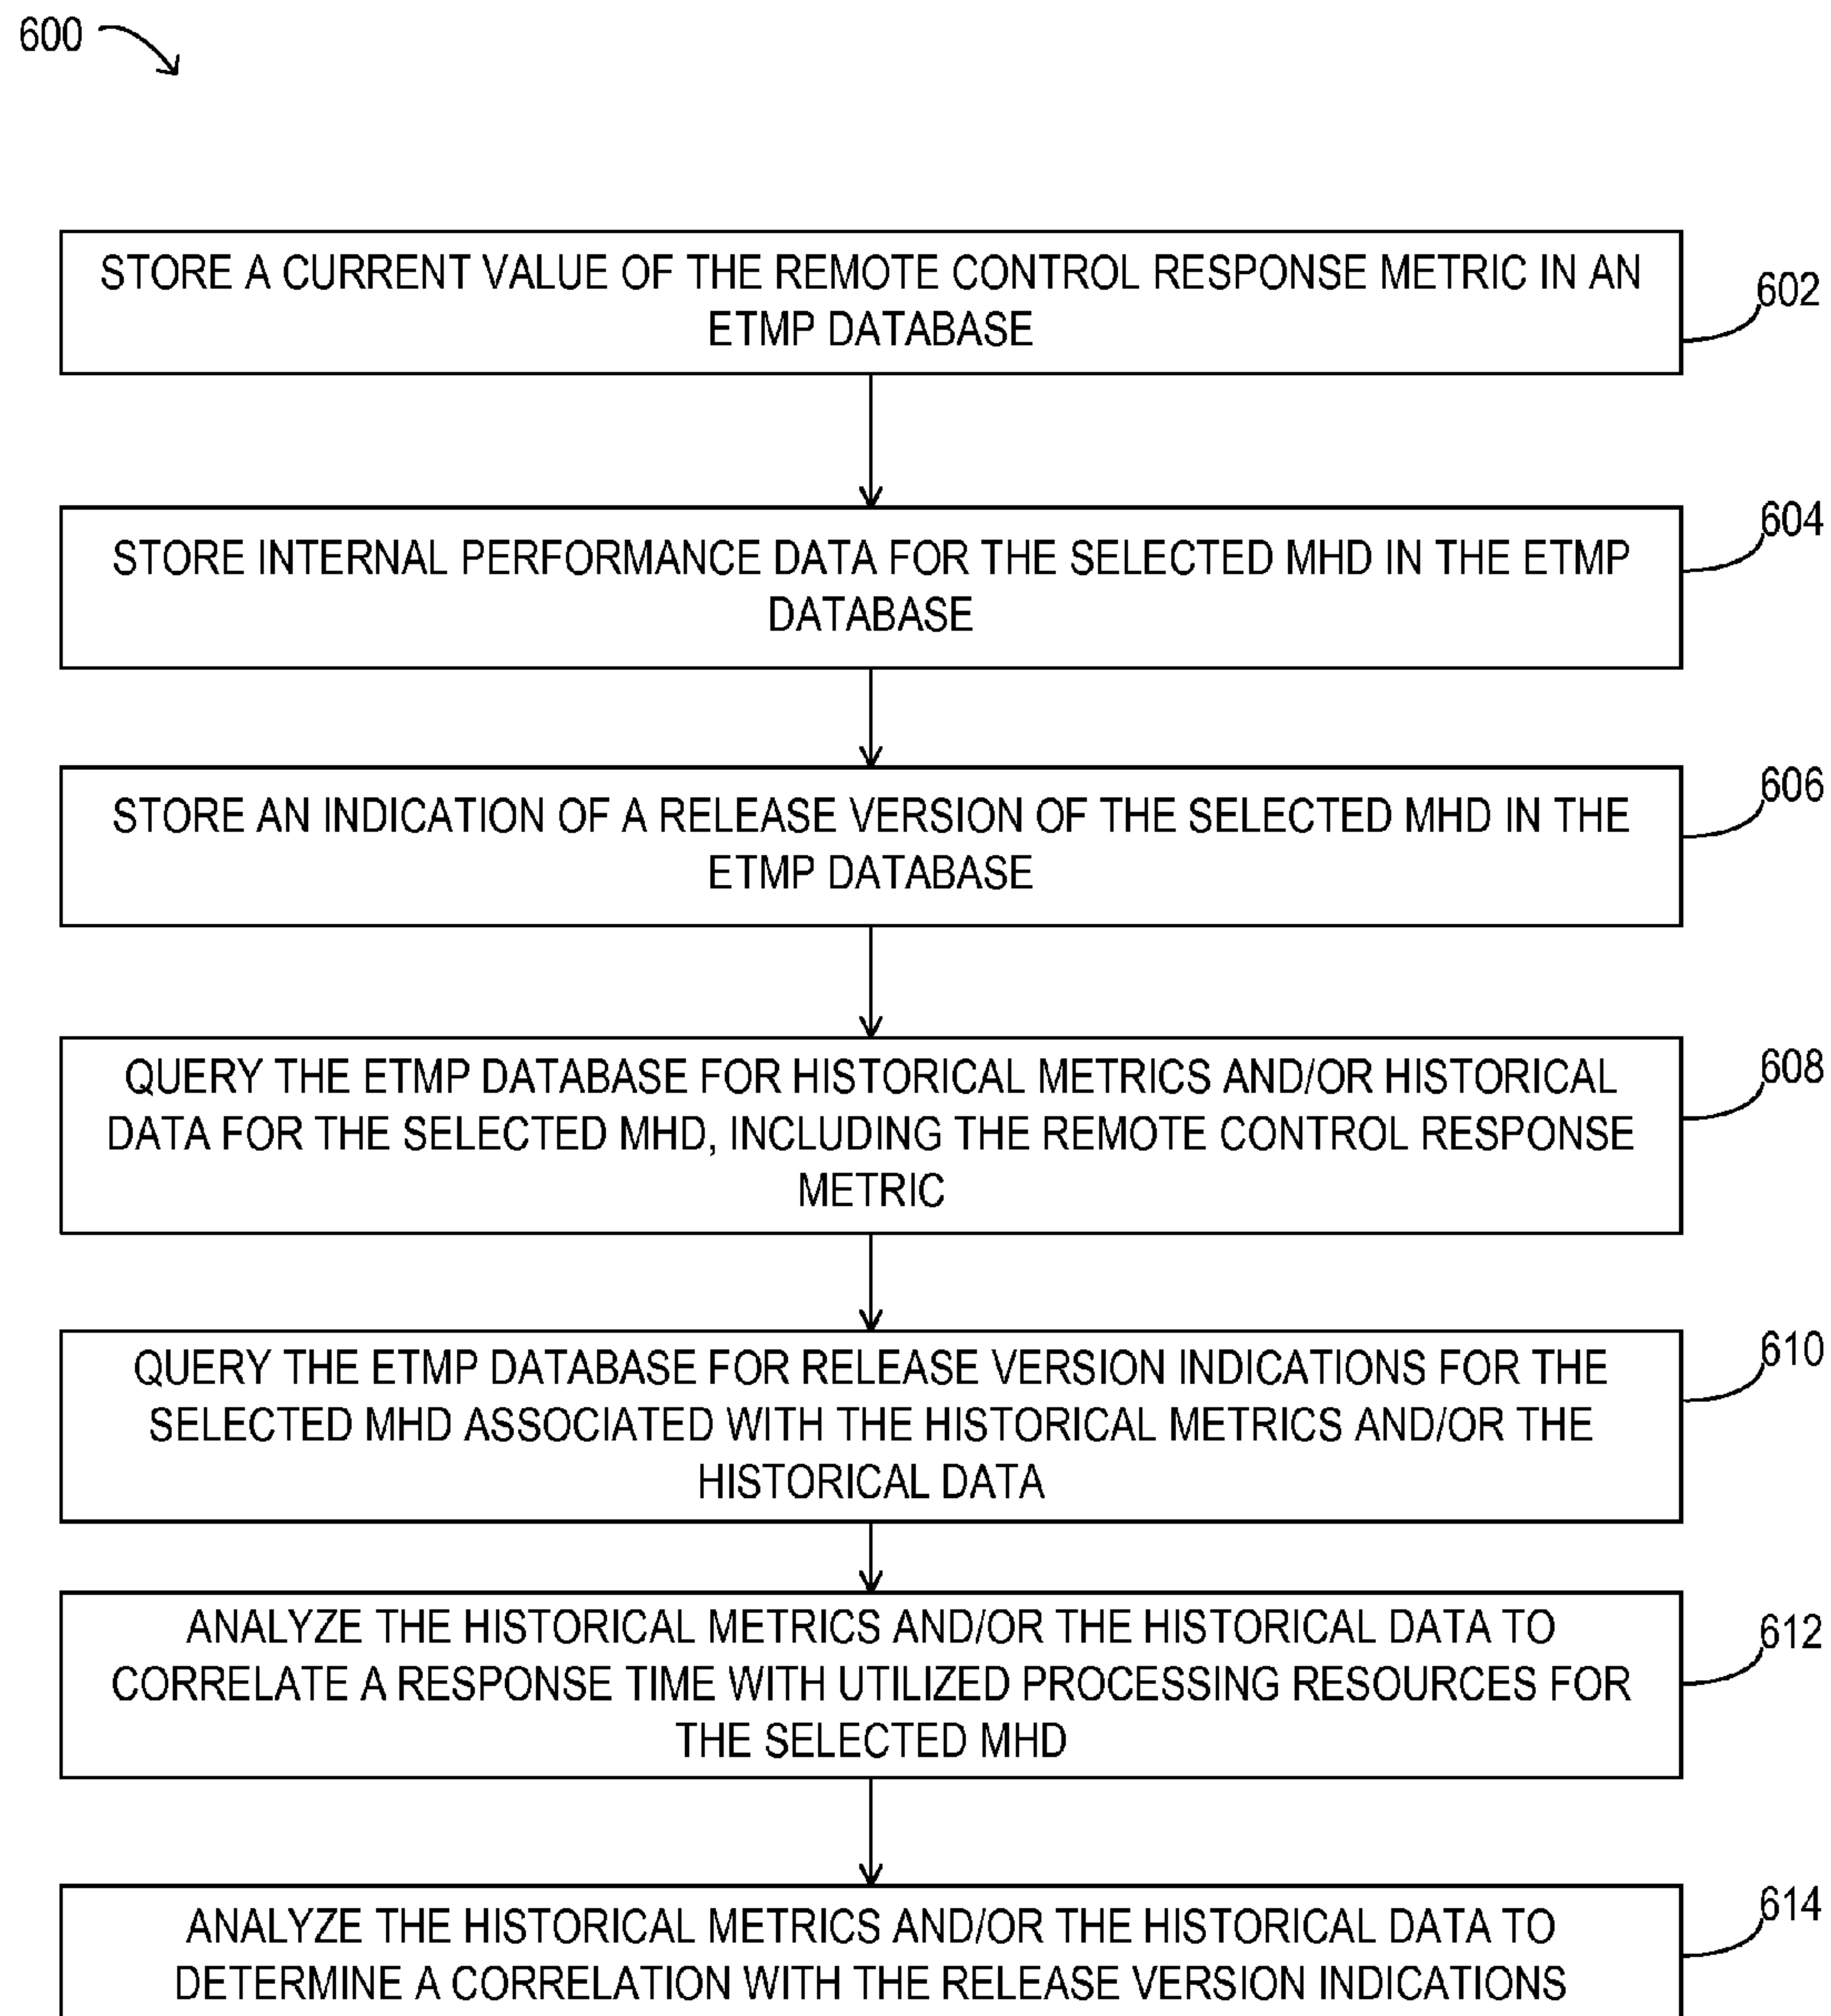 600
STORE A CURRENT VALUE OF THE REMOTE CONTROL RESPONSE METRIC IN AN
ETMP DATABASE
602
STORE INTERNAL PERFORMANCE DATA FOR THE SELECTED MHD IN THE ETMP
DATABASE
604
STORE AN INDICATION OF A RELEASE VERSION OF THE SELECTED MHD IN THE
ETMP DATABASE
606
QUERY THE ETMP DATABASE FOR HISTORICAL METRICS AND/OR HISTORICAL
DATA FOR THE SELECTED MHD, INCLUDING THE REMOTE CONTROL RESPONSE
METRIC
608
QUERY THE ETMP DATABASE FOR RELEASE VERSION INDICATIONS FOR THE
SELECTED MHD ASSOCIATED WITH THE HISTORICAL METRICS AND/OR THE
HISTORICAL DATA
610
ANALYZE THE HISTORICAL METRICS AND/OR THE HISTORICAL DATA TO
CORRELATE A RESPONSE TIME WITH UTILIZED PROCESSING RESOURCES FOR
THE SELECTED MHD
612
ANALYZE THE HISTORICAL METRICS AND/OR THE HISTORICAL DATA TO
DETERMINE A CORRELATION WITH THE RELEASE VERSION INDICATIONS
614